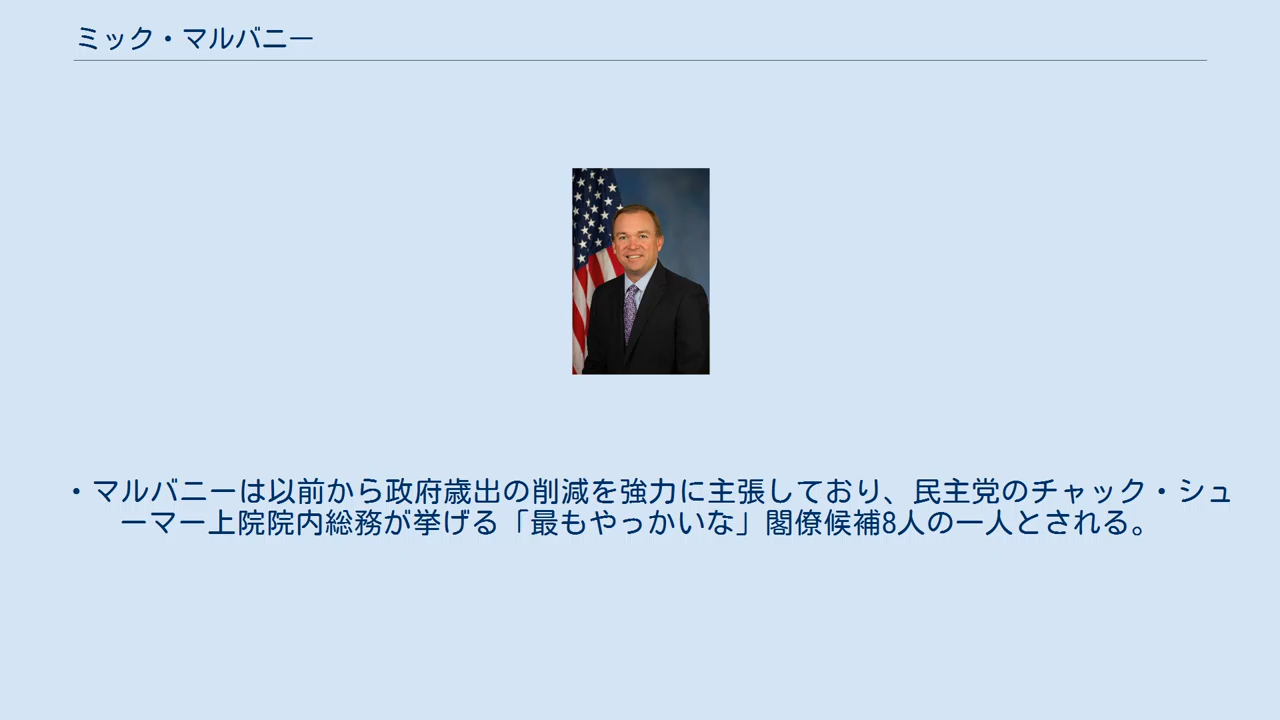 ミック・マルバニー
・マルバニーは以前から政府歳出の削減を強力に主張しており、民主党のチャック・シュ
ーマー上院院内総務が挙げる「最もやっかいな」閣僚候補8人の一人とされる。